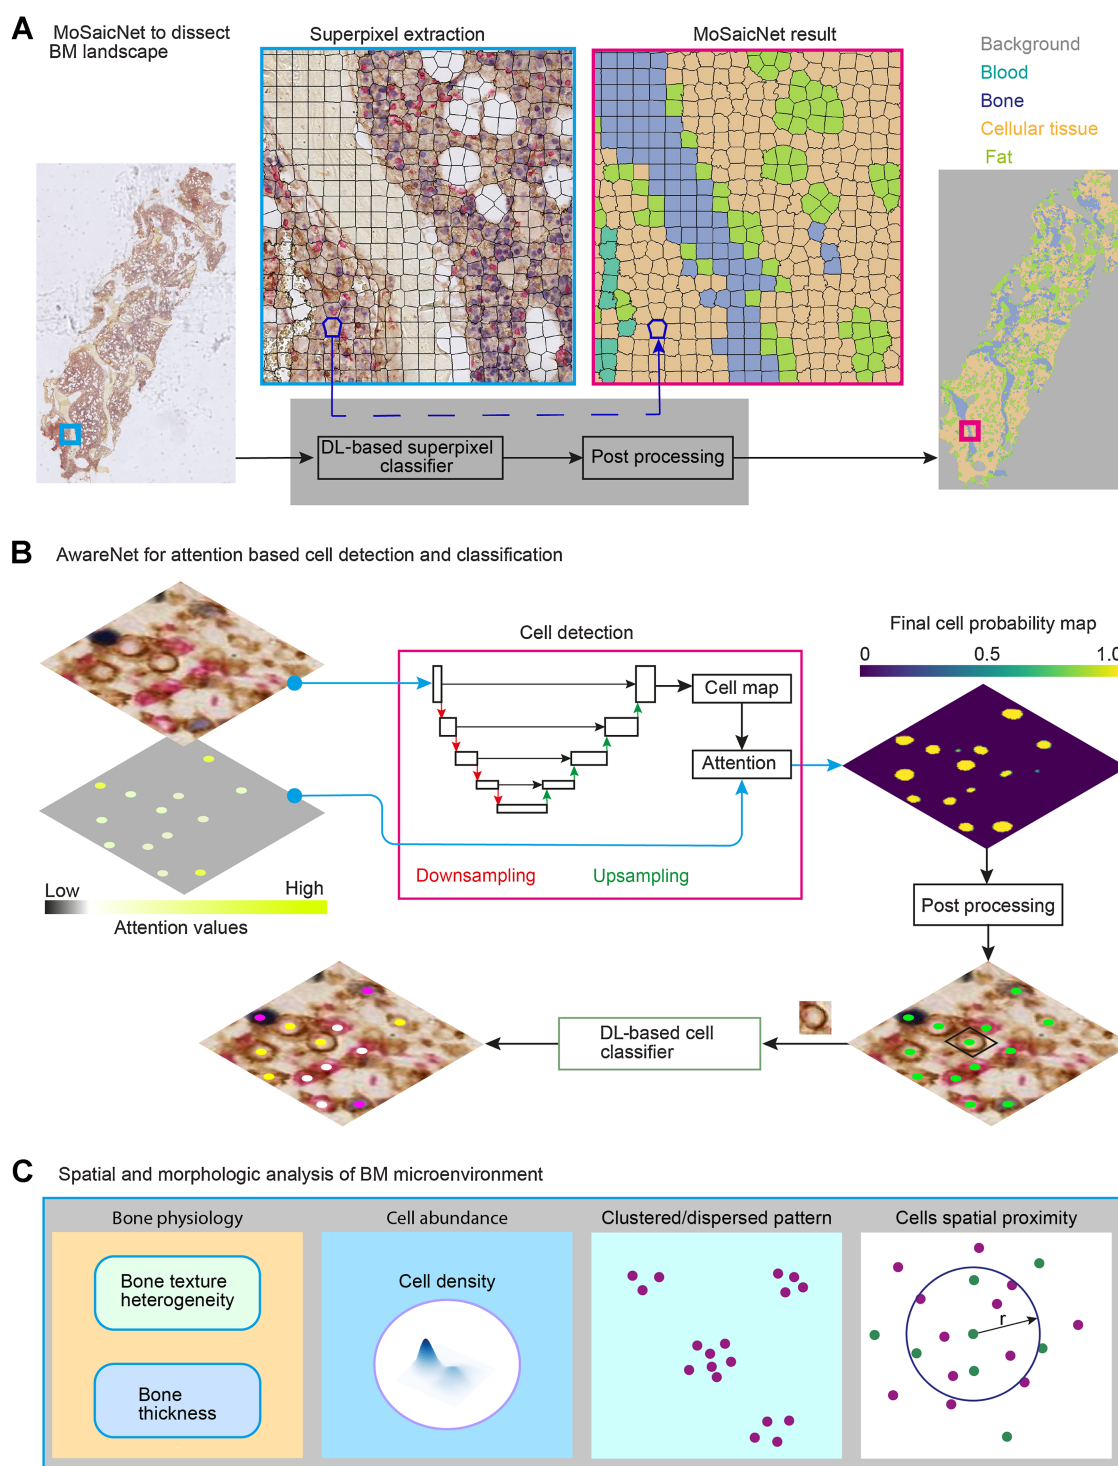 A
MoSaicNet to dissect
BM landscape
Superpixel extraction
MoSaicNet result
Background
Blood
Bone
Cellular tissue
Fat
DL-based superpixel
classifier
Post processing
B
AwareNet for attention based cell detection and classification
Cell detection
Final cell probability map
0 0.5 1.0
Cell map
Attention
Downsampling
Upsampling
Low
High
Attention values
Post processing
DL-based cell
classifier
C
Spatial and morphologic analysis of BM microenvironment
Bone physiology
Cell abundance
Clustered/dispersed pattern
Cells spatial proximity
Bone texture
heterogeneity
Bone
thickness
Cell density
r